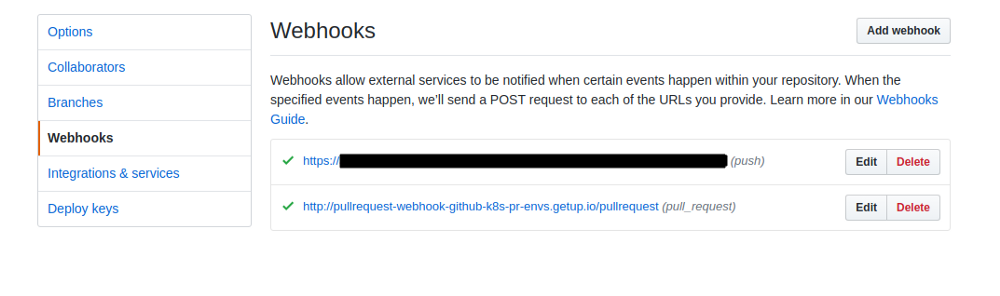 Options
Collaborators
Branches
Webhooks
Integrations & services
Deploy keys
Webhooks
Add webhook
Webhooks allow external services to be notified when certain events happen within your repository. When the
specified events happen, we’ll send a POST request to each of the URLs you provide. Learn more in our Webhooks
Guide.
https:// (push) Edit Delete
http://pullrequest-webhook-github-k8s-pr-envs.getup.io/pullrequest (pull_request) Edit Delete